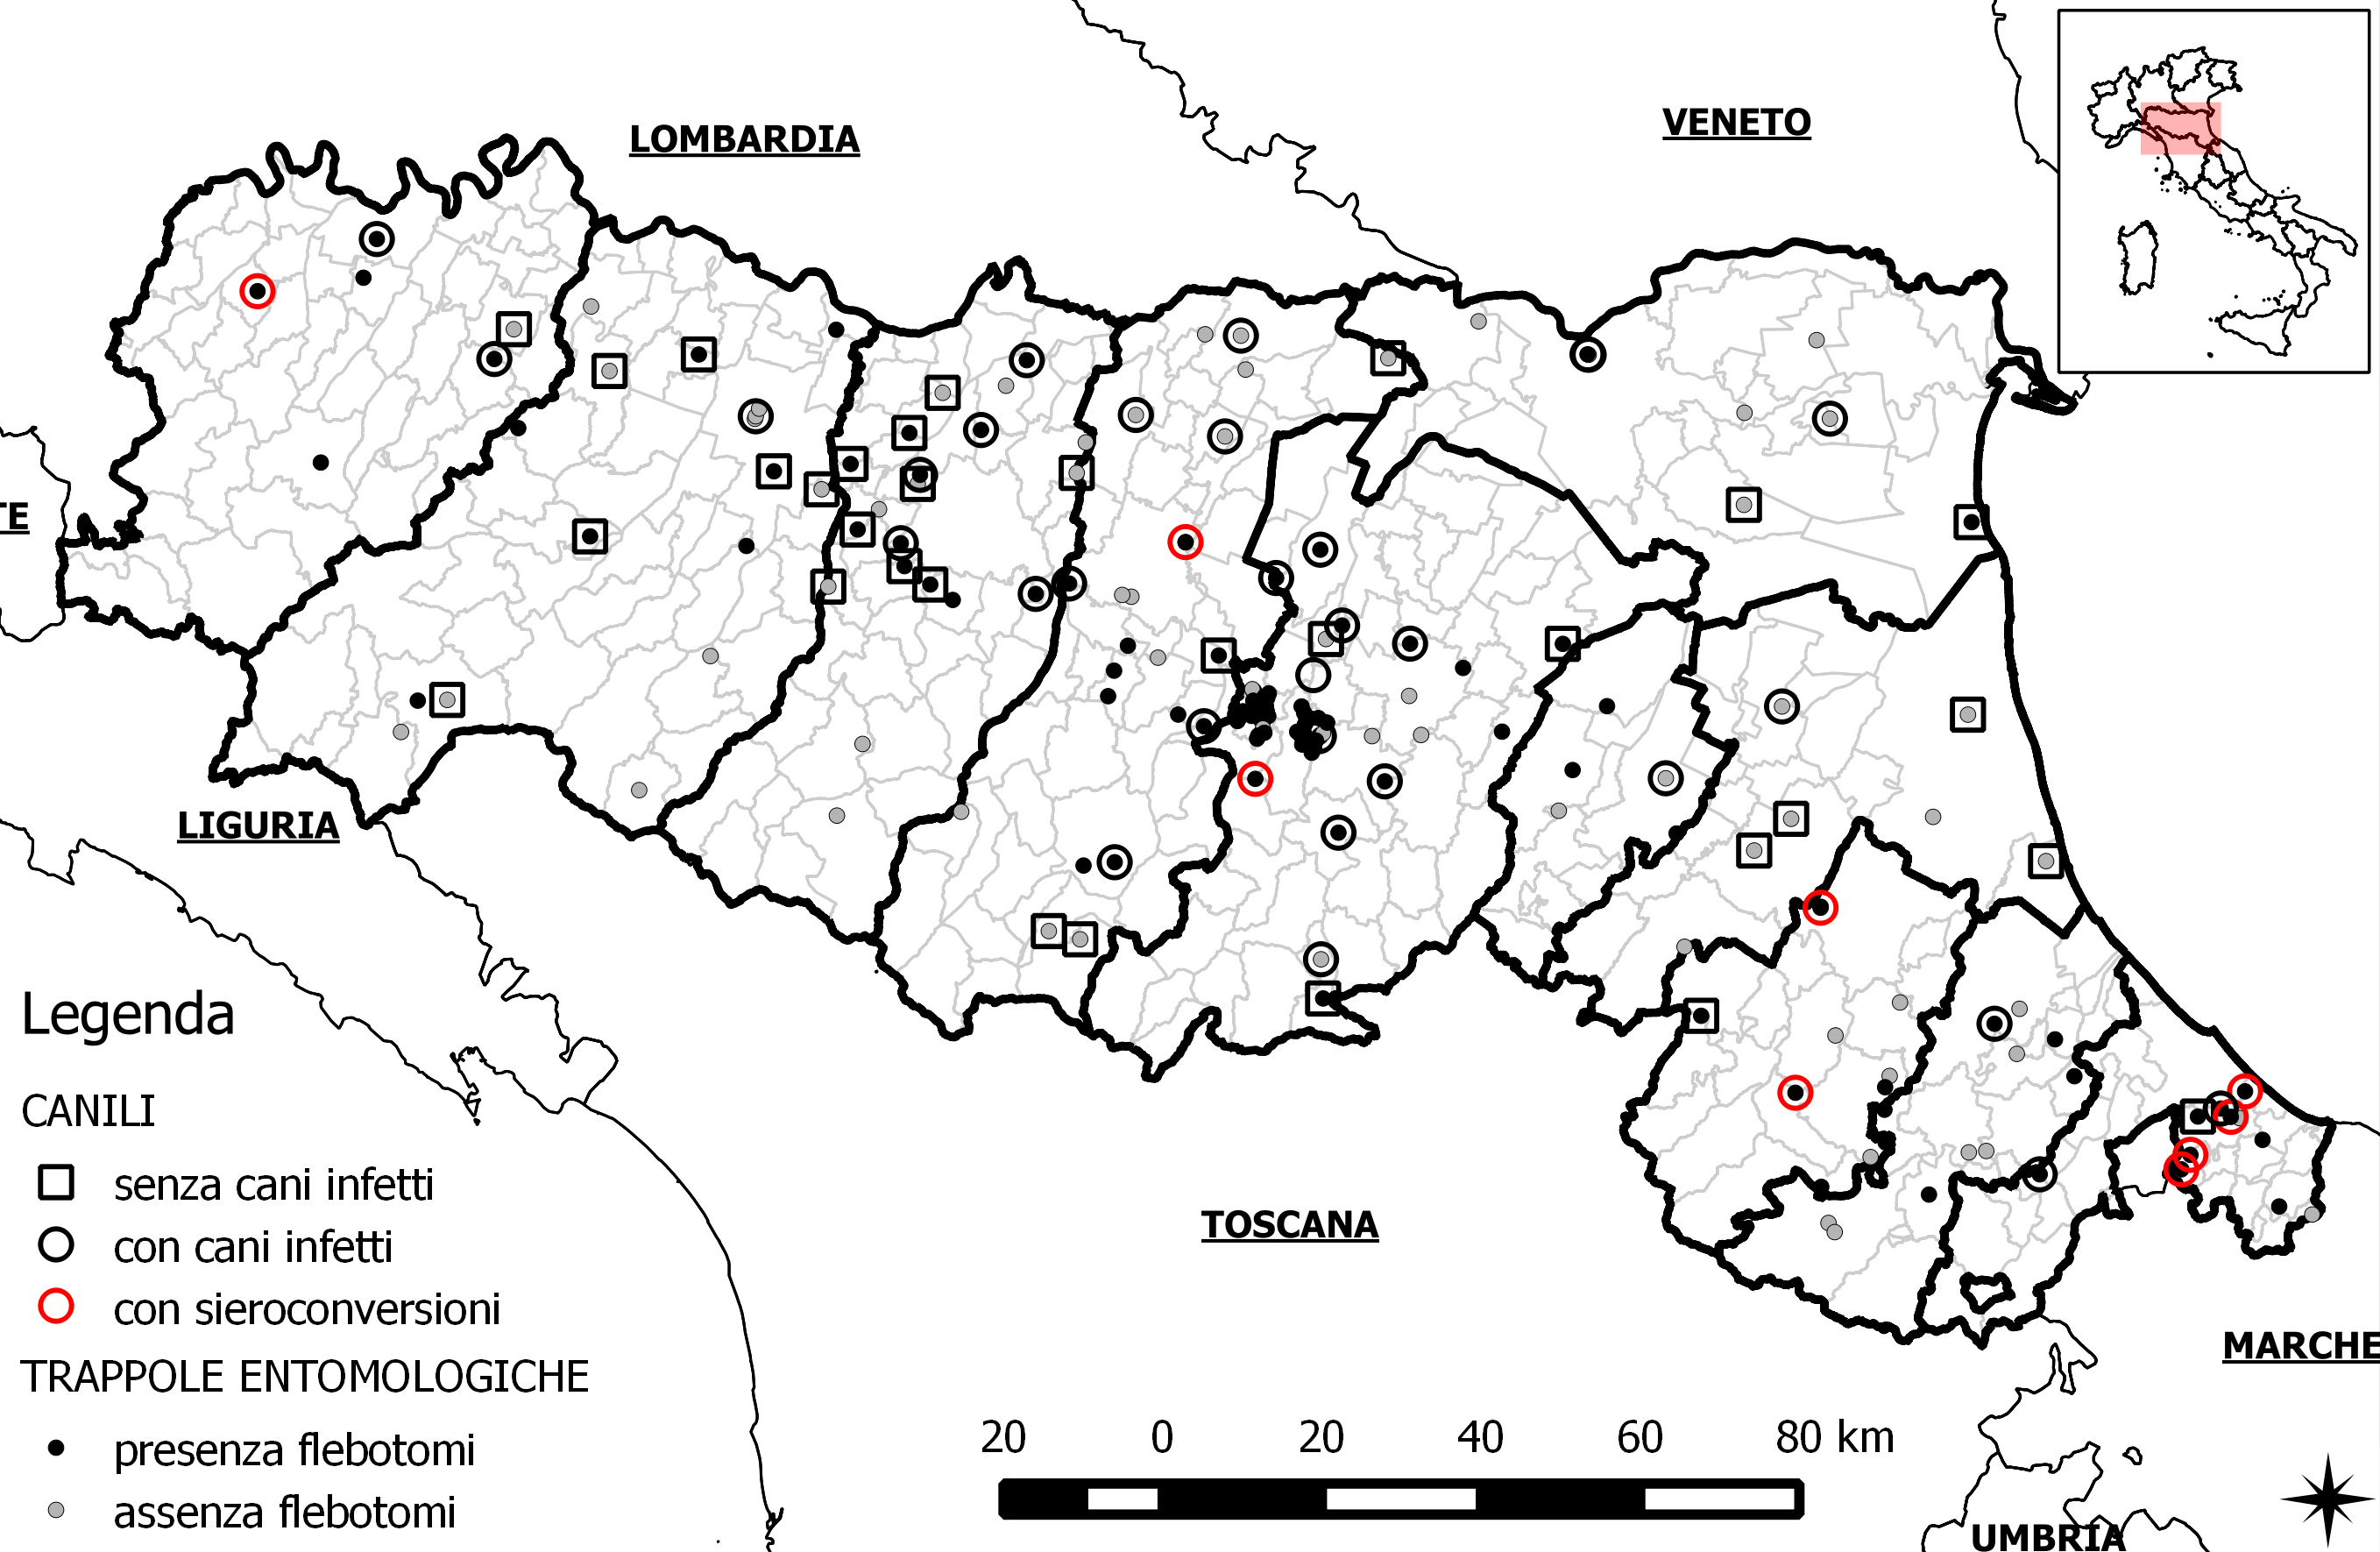 LOMBARDIA
VENETO
TE
LIGURIA
Legenda
CANILI
senza cani infetti
con cani infetti
con sieroconversioni
TRAPPOLE ENTOMOLOGICHE
presenza flebotomi
assenza flebotomi
TOSCANA
MARCHE
20 0 20 40 60 80 km
UMBRIA